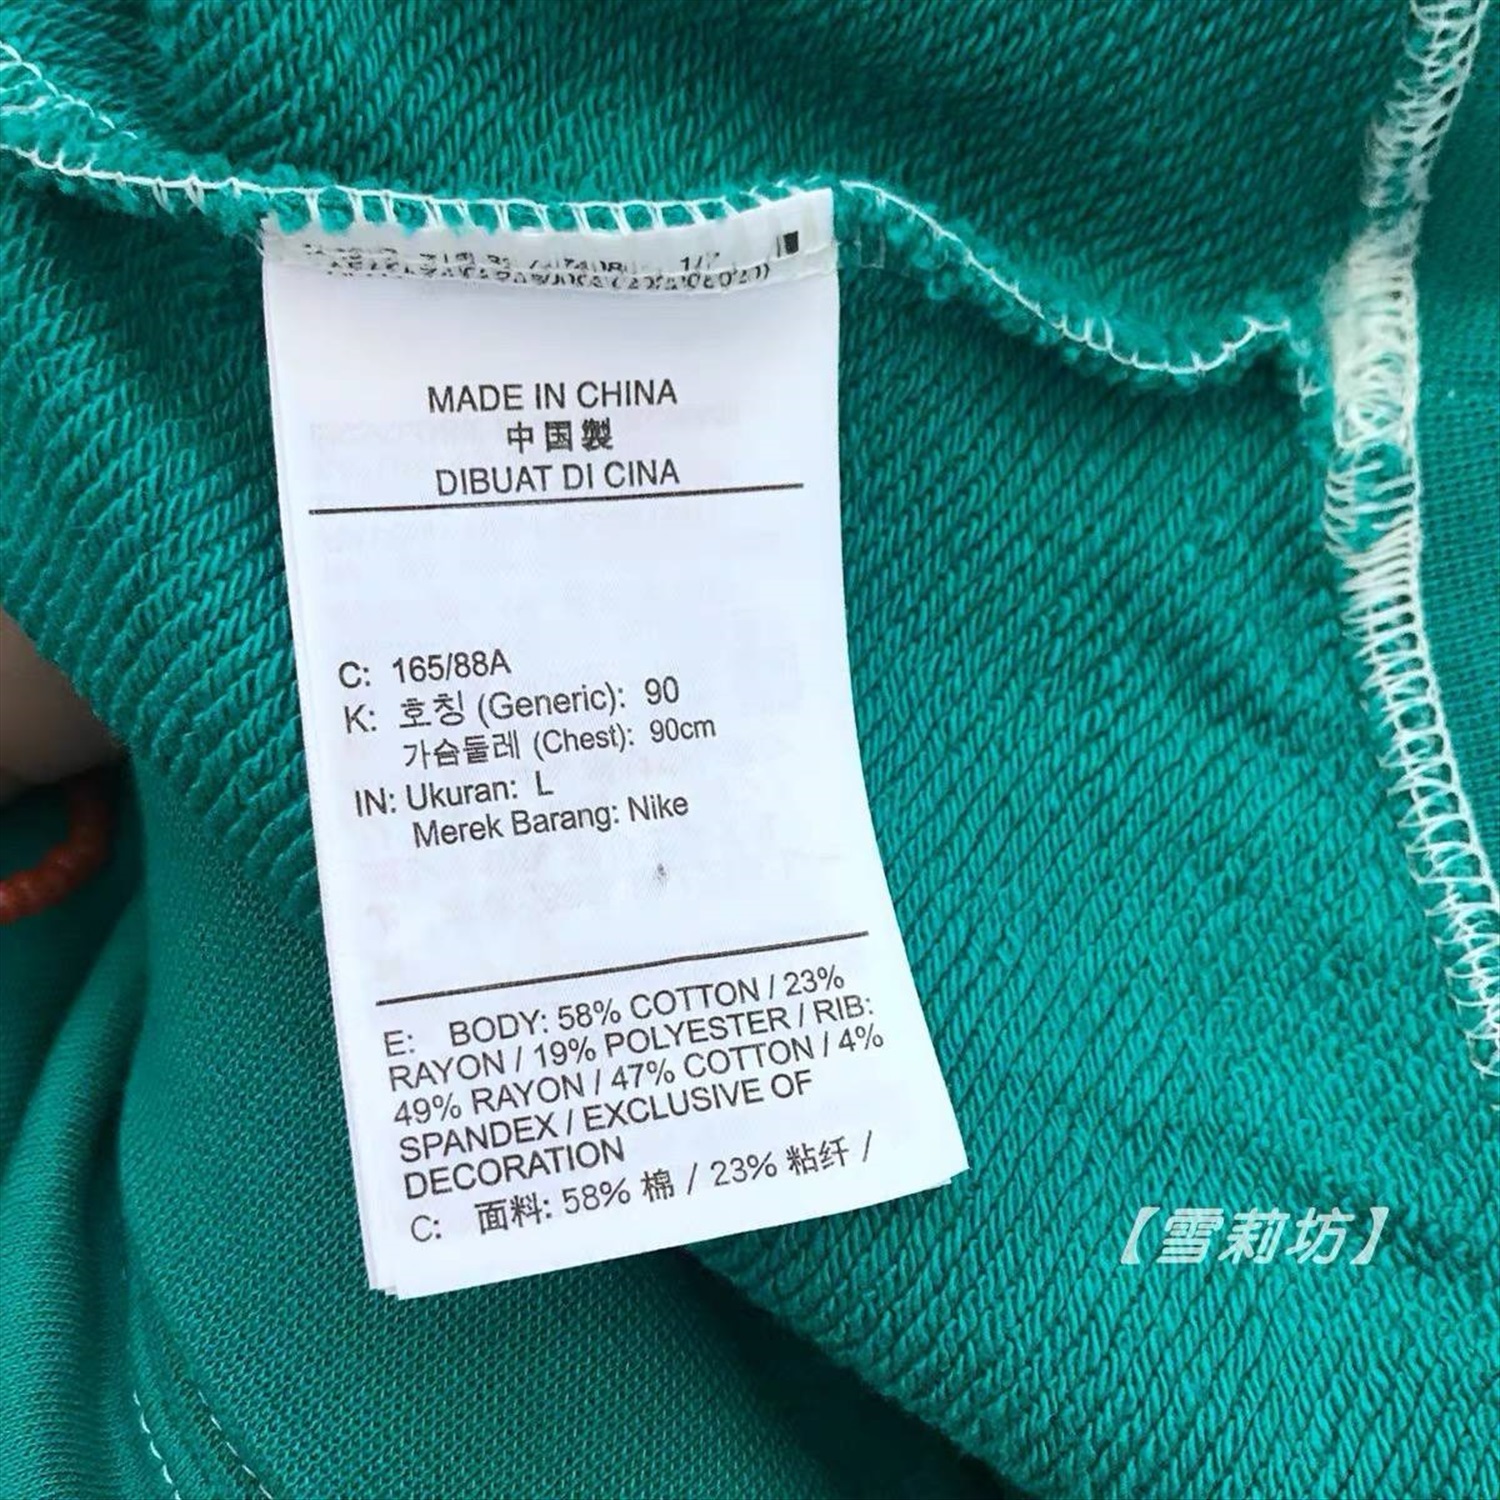 MADE IN CHINA
中国製
DIBUAT DI CINA
C: 165/88A
K: 호칭 (Generic): 90
가슴둘레 (Chest): 90cm
IN: Ukuran: L
Merek Barang: Nike
E: BODY: 58% COTTON / 23%
RAYON / 19% POLYESTER / RIB:
49% RAYON / 47% COTTON / 4%
SPANDEX / EXCLUSIVE OF
DECORATION
C: 面料: 58% 棉 / 23% 粘纤 /
【雪莉坊】